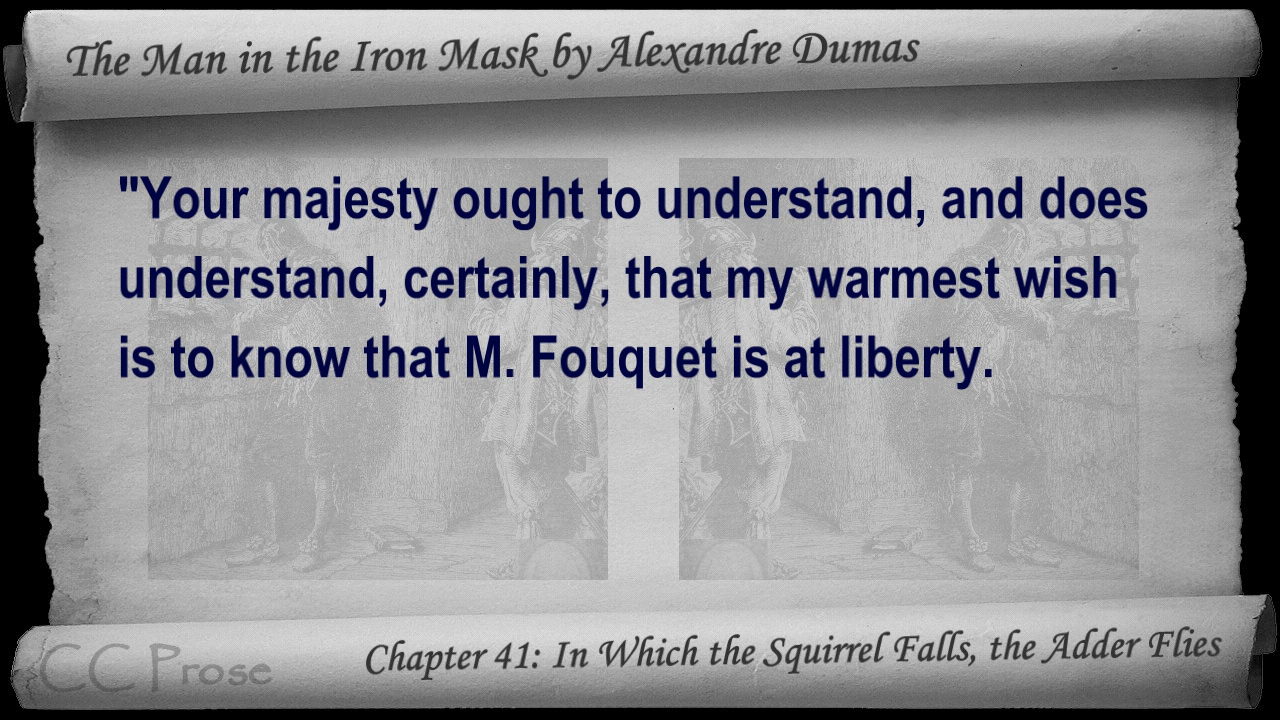 The Man in the Iron Mask by Alexandre Dumas
"Your majesty ought to understand, and does
understand, certainly, that my warmest wish
is to know that M. Fouquet is at liberty.
CC Prose
Chapter 41: In Which the Squirrel Falls, the Adder Flies